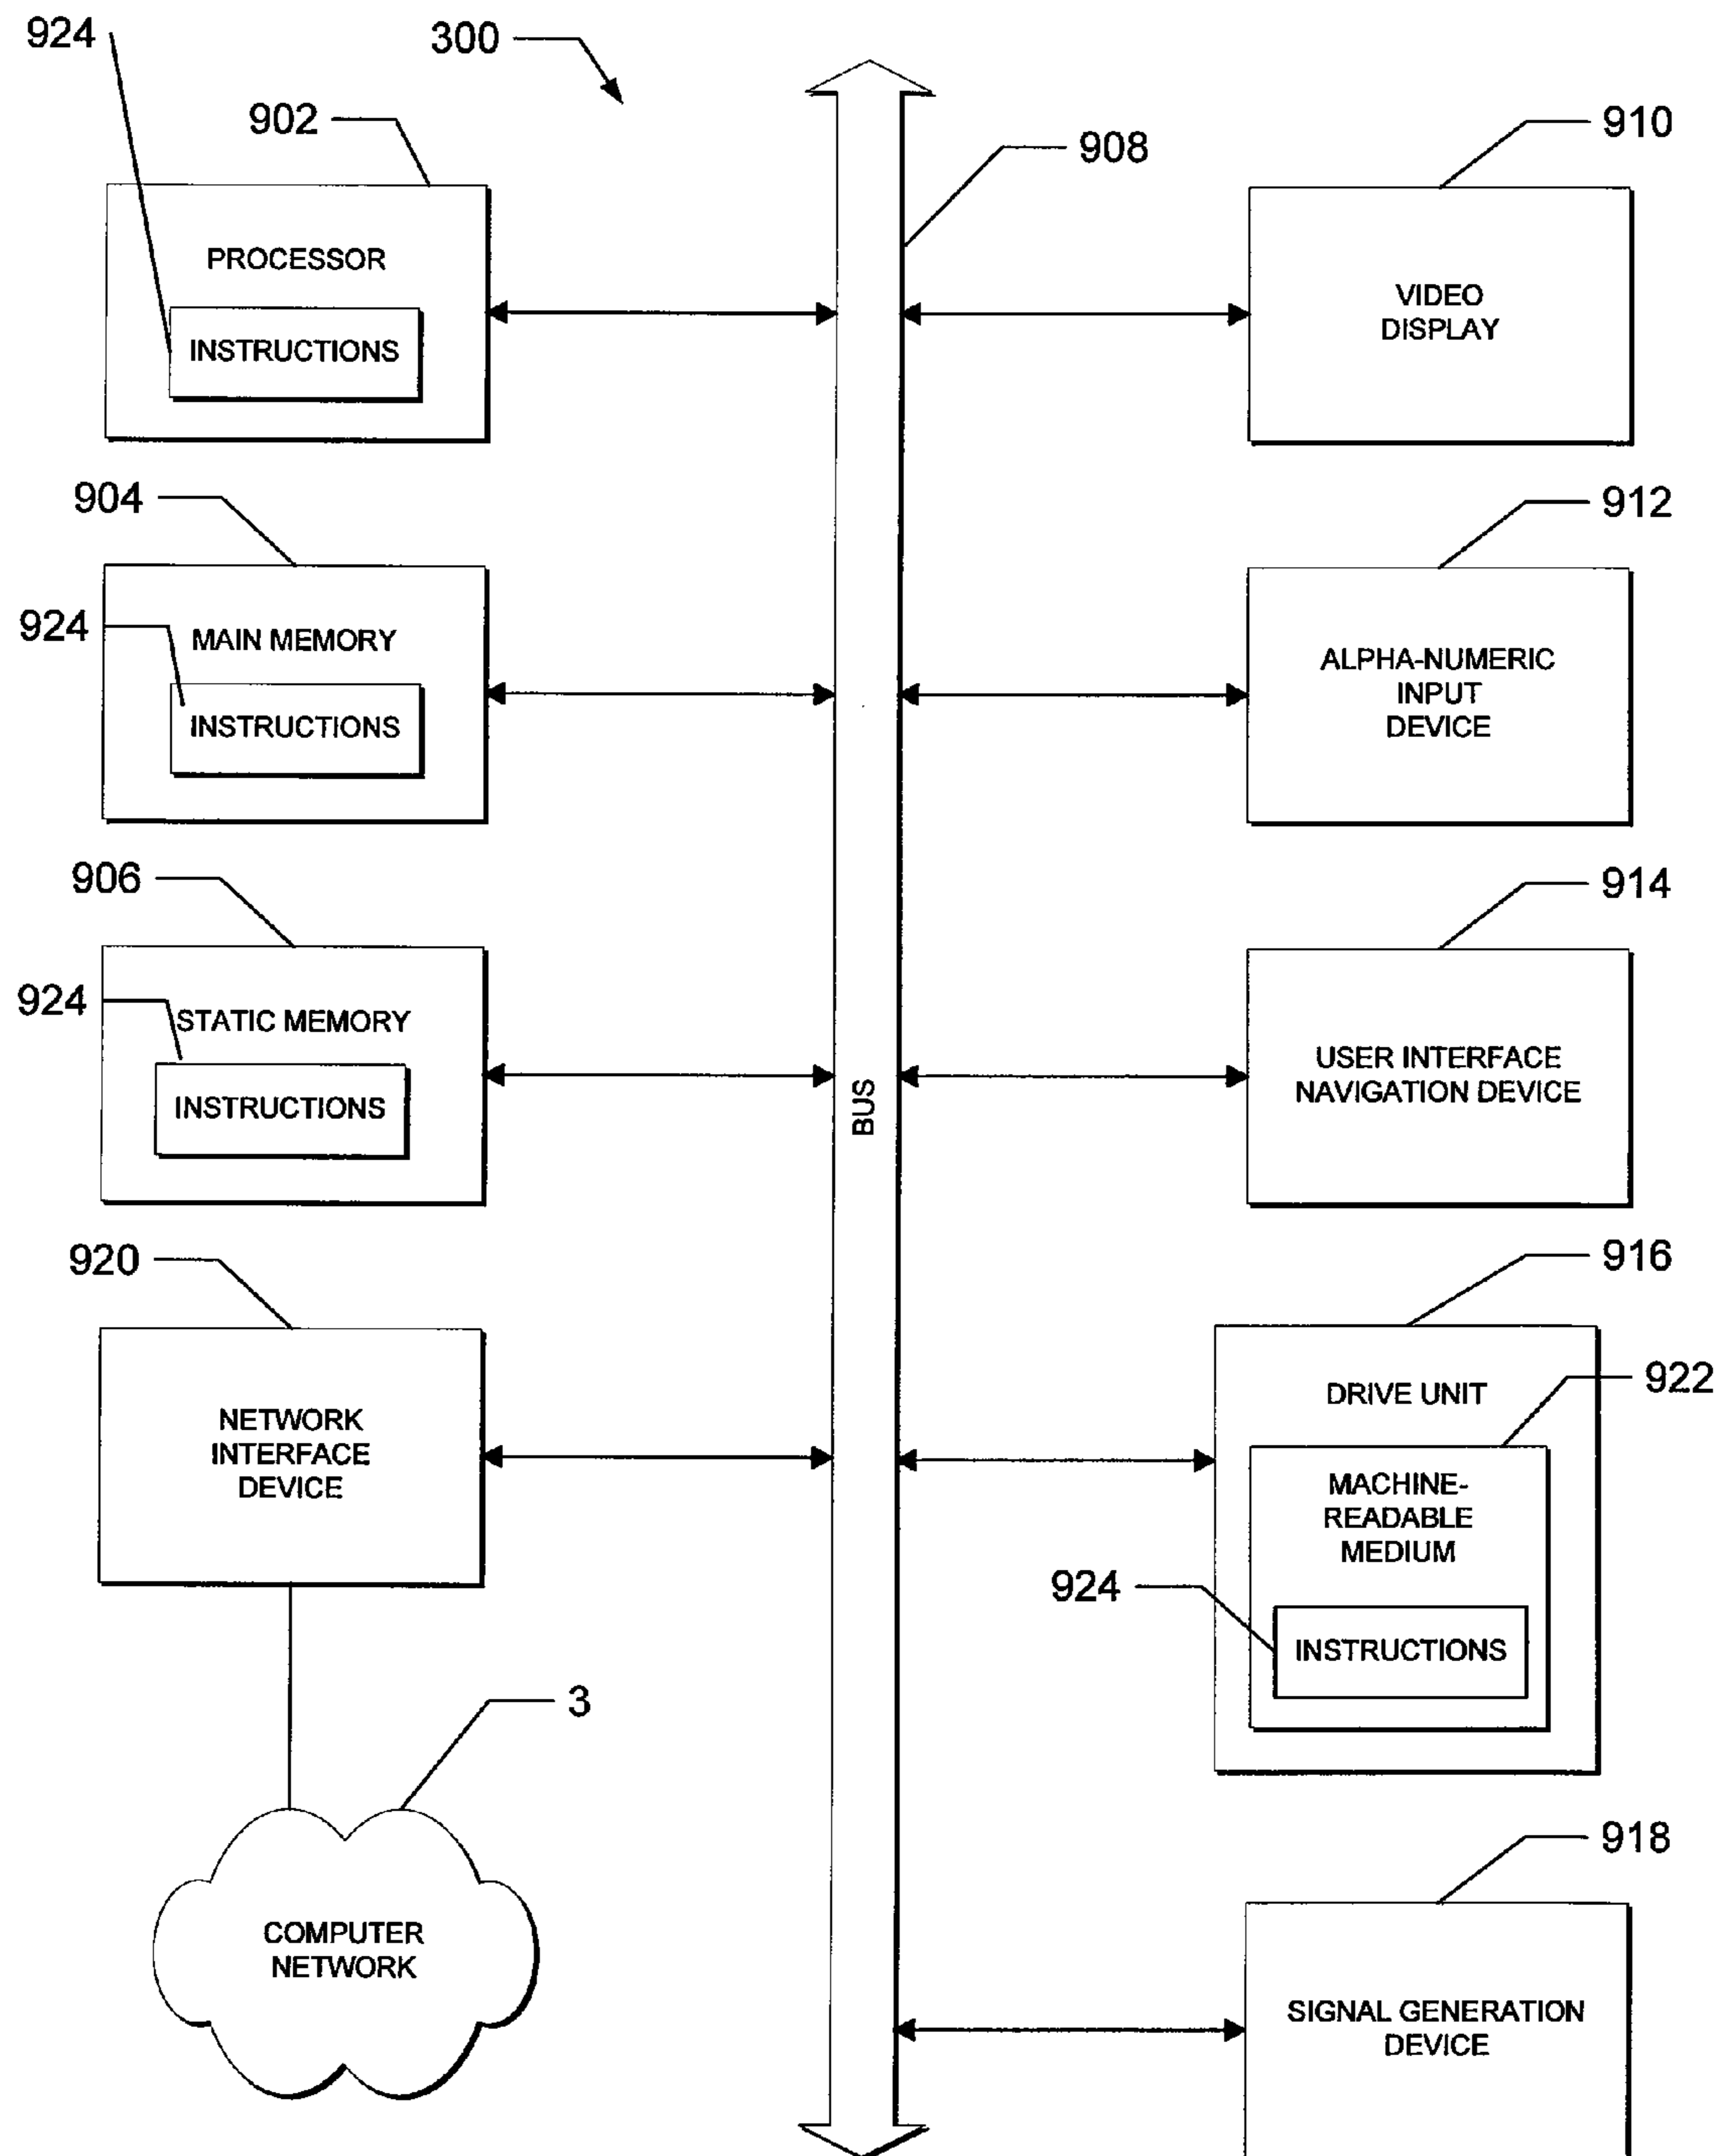 924
300
902
908
910
PROCESSOR
INSTRUCTIONS
VIDEO
DISPLAY
904
912
924
MAIN MEMORY
INSTRUCTIONS
ALPHA-NUMERIC
INPUT
DEVICE
906
914
924
STATIC MEMORY
INSTRUCTIONS
BUS
USER INTERFACE
NAVIGATION DEVICE
920
916
NETWORK
INTERFACE
DEVICE
DRIVE UNIT
922
MACHINE-
READABLE
MEDIUM
924
INSTRUCTIONS
3
918
COMPUTER
NETWORK
SIGNAL GENERATION
DEVICE